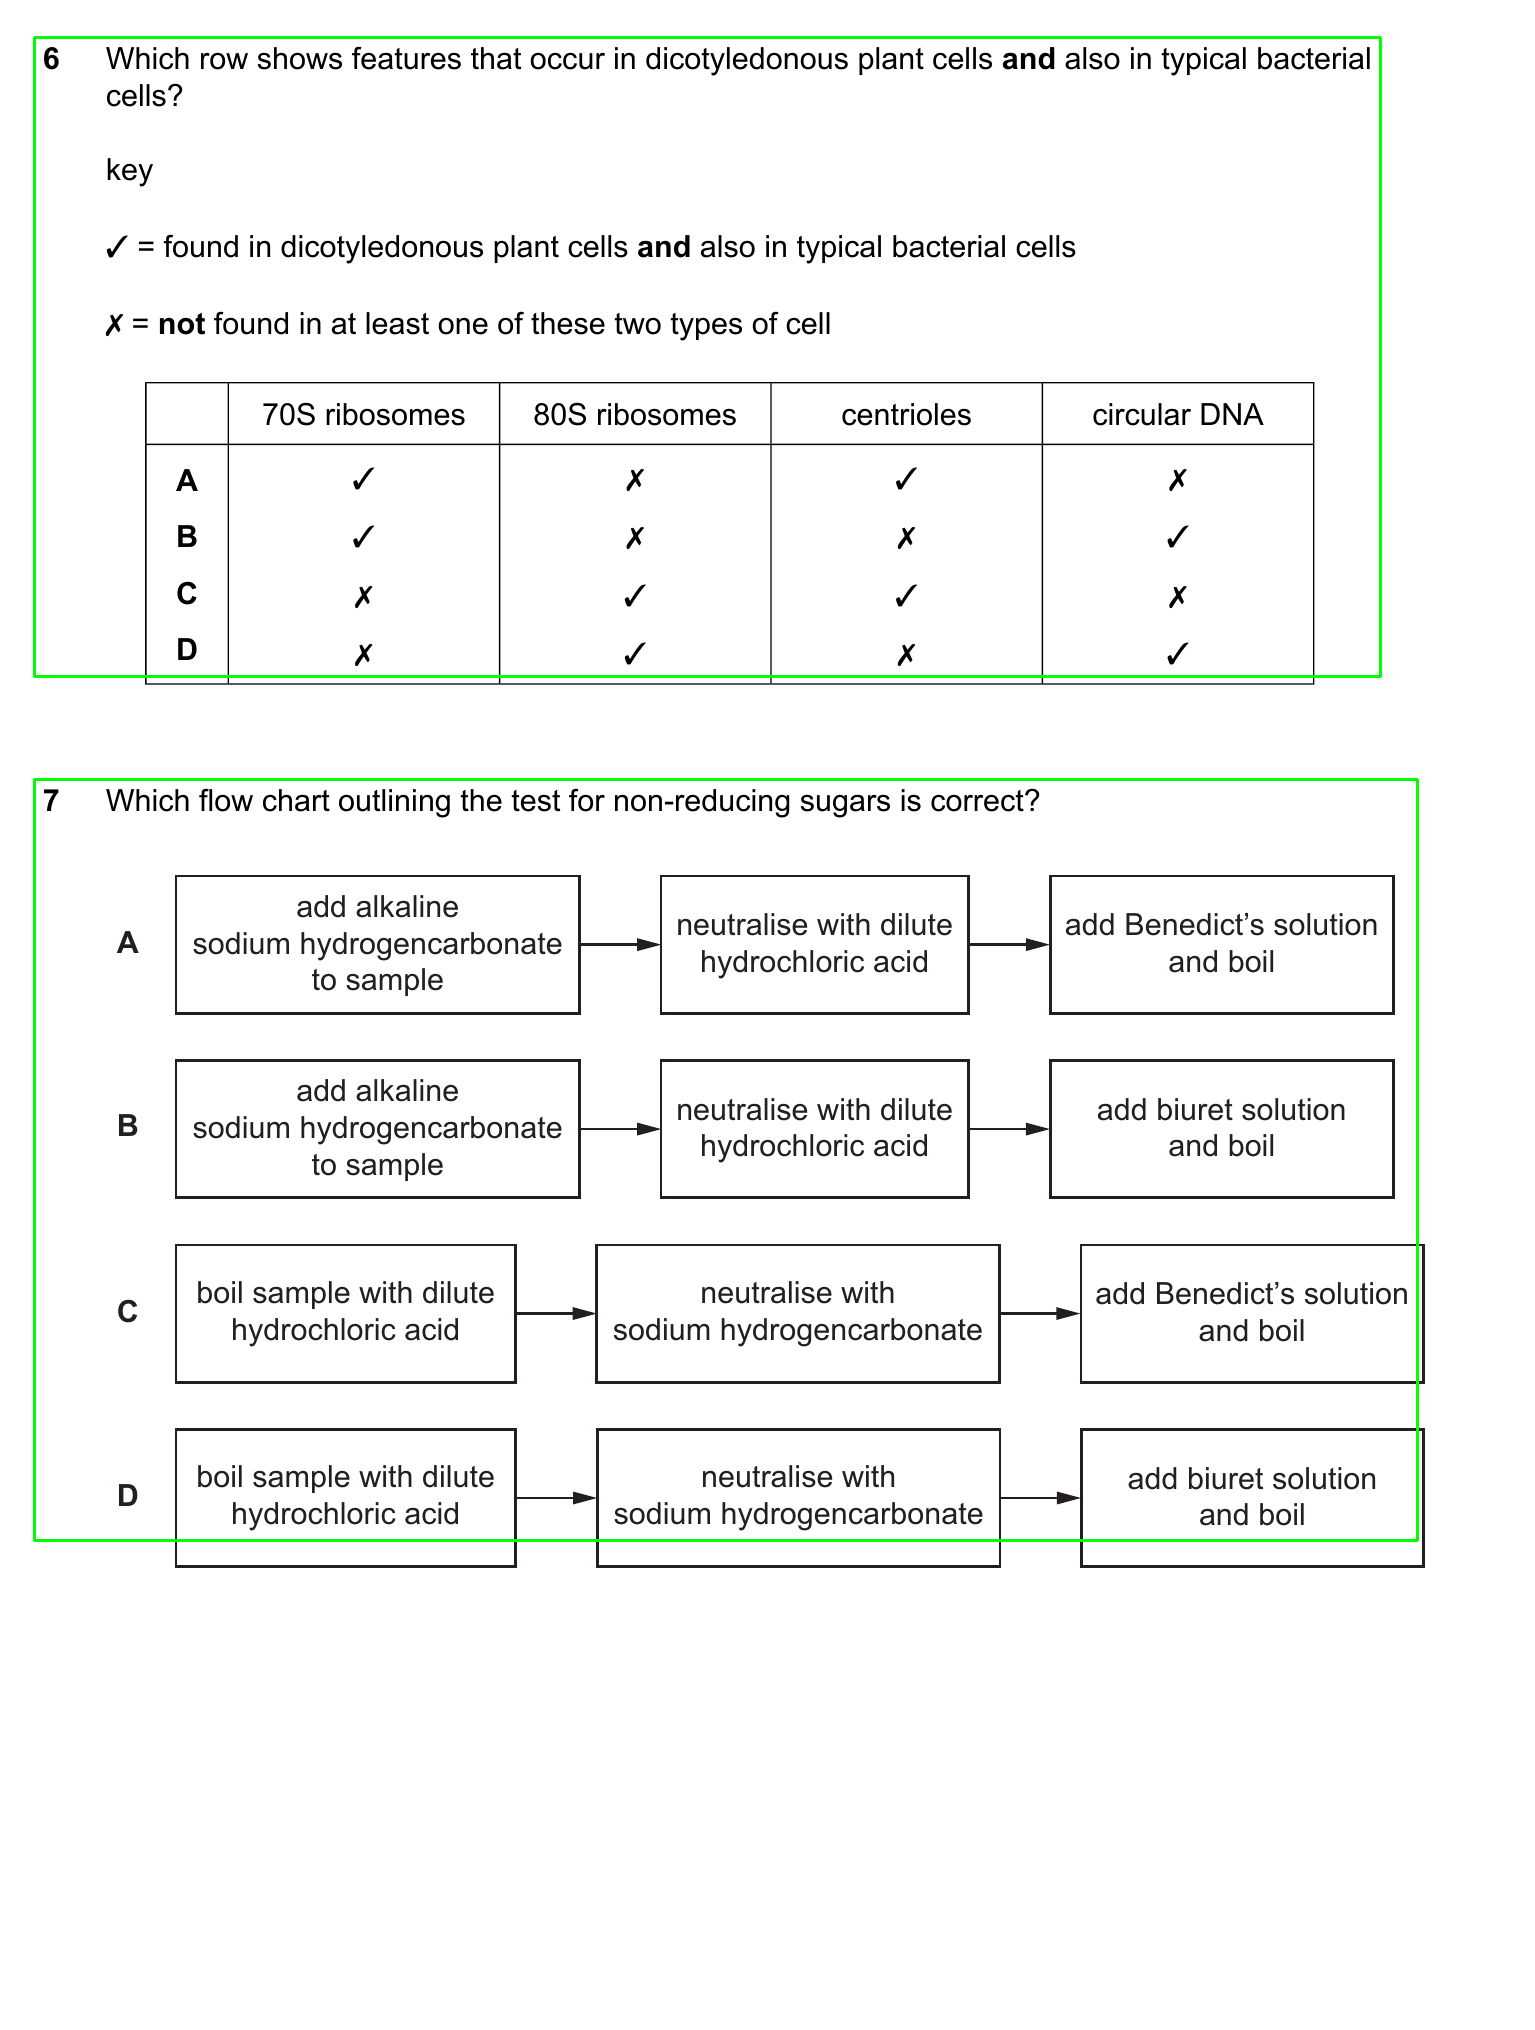 6 Which row shows features that occur in dicotyledonous plant cells and also in typical bacterial
cells?
key
✓ = found in dicotyledonous plant cells and also in typical bacterial cells
✗ = not found in at least one of these two types of cell
70S ribosomes 80S ribosomes centrioles circular DNA
A ✓ ✗ ✓ ✗
B ✓ ✗ ✗ ✓
C ✗ ✓ ✓ ✗
D ✗ ✓ ✗ ✓
7 Which flow chart outlining the test for non-reducing sugars is correct?
A
add alkaline
sodium hydrogencarbonate
to sample
neutralise with dilute
hydrochloric acid
add Benedict's solution
and boil
B
add alkaline
sodium hydrogencarbonate
to sample
neutralise with dilute
hydrochloric acid
add biuret solution
and boil
C
boil sample with dilute
hydrochloric acid
neutralise with
sodium hydrogencarbonate
add Benedict's solution
and boil
D
boil sample with dilute
hydrochloric acid
neutralise with
sodium hydrogencarbonate
add biuret solution
and boil